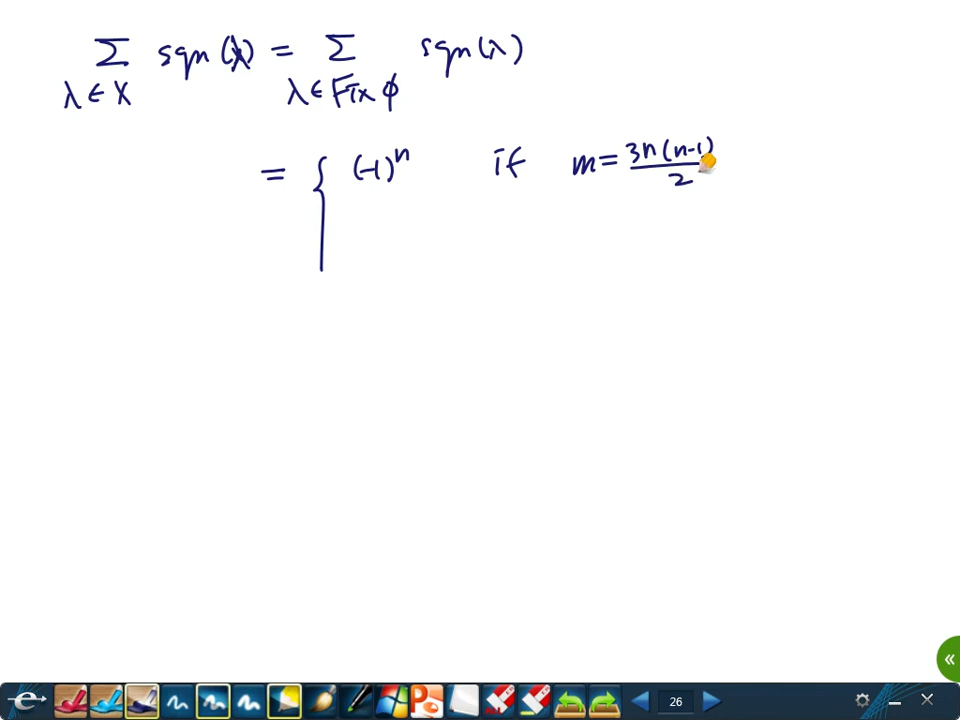 Σ sgn(λ) = Σ sgn(λ)
λ ∈ X λ ∈ Fix φ
= { (-1)^n if m = 3n(n-1)/2
26